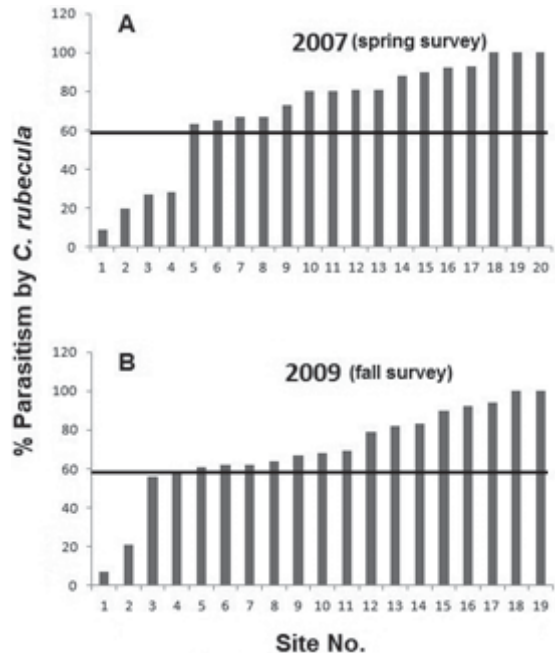 % Parasitism by C. rubecula
A
2007 (spring survey)
120
100
80
60
40
20
0
1 2 3 4 5 6 7 8 9 10 11 12 13 14 15 16 17 18 19 20
B
2009 (fall survey)
120
100
80
60
40
20
0
1 2 3 4 5 6 7 8 9 10 11 12 13 14 15 16 17 18 19
Site No.